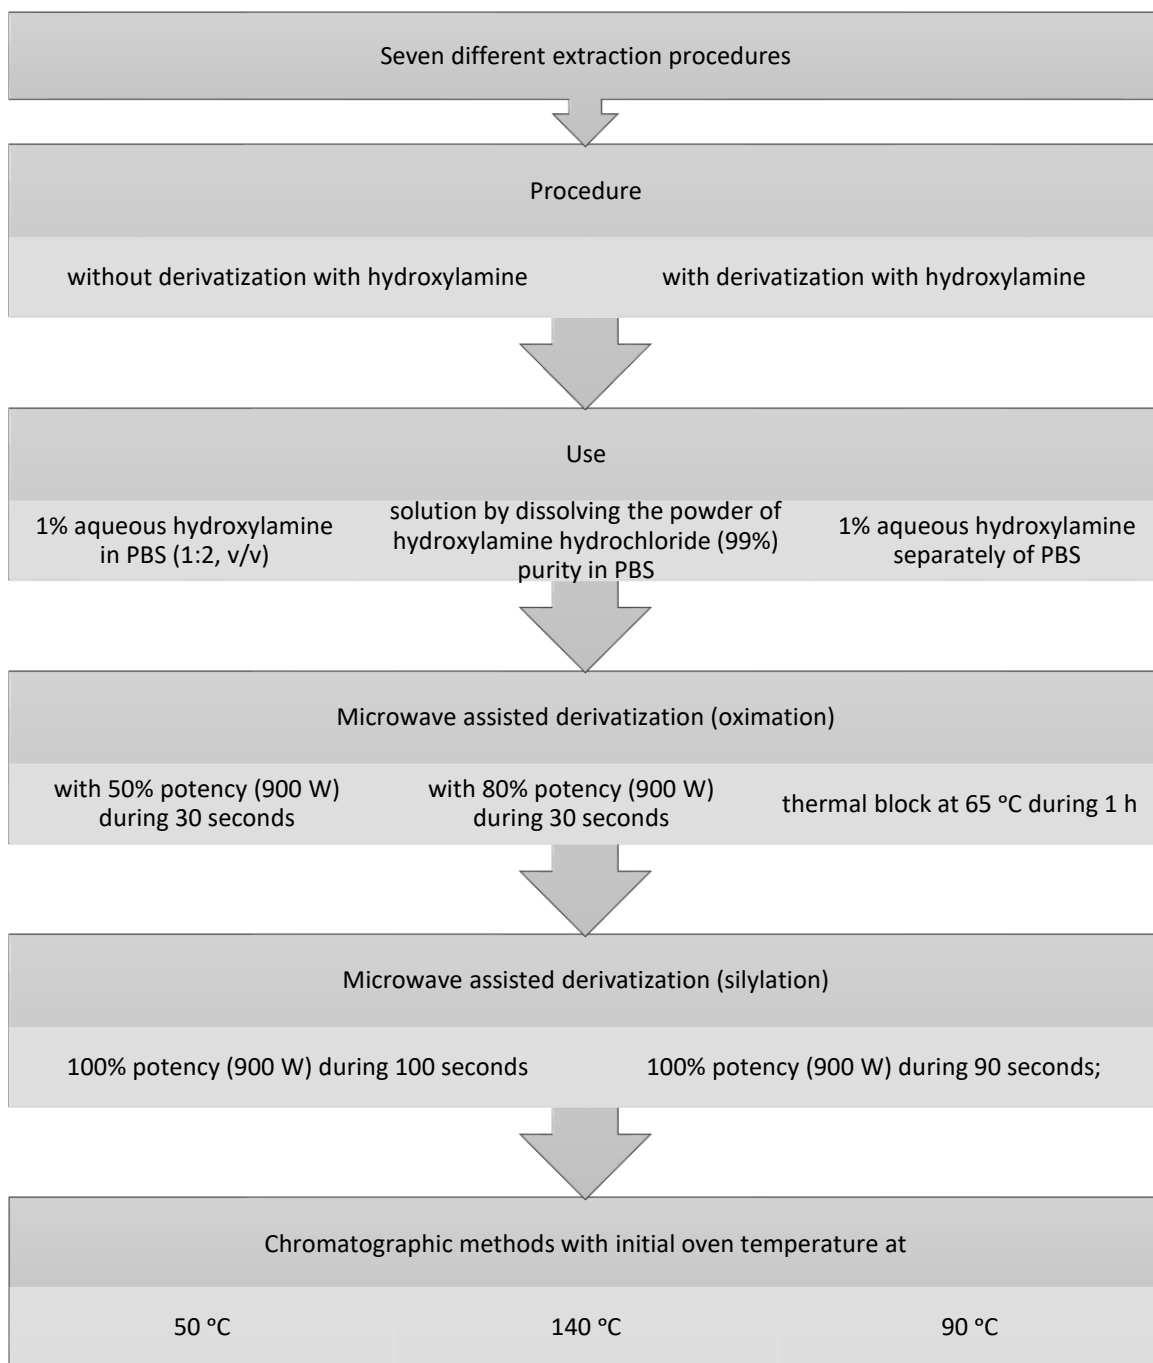 Seven different extraction procedures
Procedure
without derivatization with hydroxylamine
with derivatization with hydroxylamine
Use
1% aqueous hydroxylamine
in PBS (1:2, v/v)
solution by dissolving the powder of
hydroxylamine hydrochloride (99%)
purity in PBS
1% aqueous hydroxylamine
separately of PBS
Microwave assisted derivatization (oximation)
with 50% potency (900 W)
during 30 seconds
with 80% potency (900 W)
during 30 seconds
thermal block at 65 ºC during 1 h
Microwave assisted derivatization (silylation)
100% potency (900 W) during 100 seconds
100% potency (900 W) during 90 seconds;
Chromatographic methods with initial oven temperature at
50 ºC
140 ºC
90 ºC